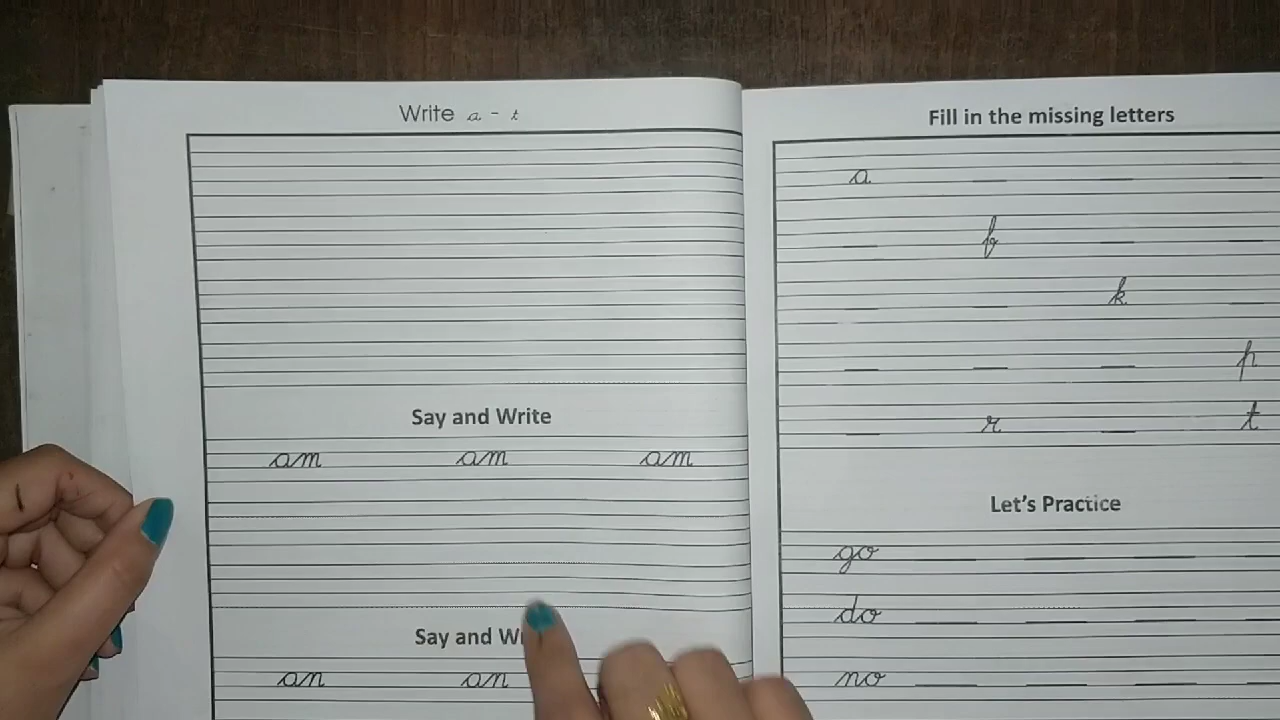 Write a - t
Say and Write
am am am
Say and
an an
Fill in the missing letters
a
f
k
p
r t
Let's Practice
go
do
no